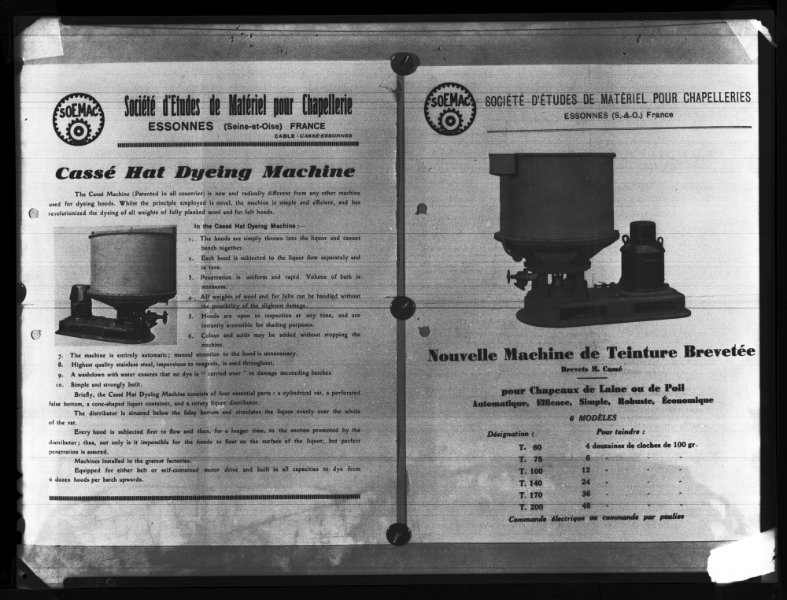 SOEMAC
Société d'Etudes de Matériel pour Chapellerie
ESSONNES (Seine-et-Oise) FRANCE
CABLE - CASSÉ ESSONNES
Cassé Hat Dyeing Machine
The Cassé Machine (Patented in all countries) is new and radically different from any other machine
used for dyeing hoods. Whilst the principle employed is novel, the machine is simple and efficient, and has
revolutionized the dyeing of all weights of fully planked wool and fur felt hoods.
In the Cassé Hat Dyeing Machine :—
1. The hoods are simply thrown into the liquor and cannot
bunch together.
2. Each hood is subjected to the liquor flow separately and
in turn.
3. Penetration is uniform and rapid. Volume of bath is
minimum.
4. All weights of wool and fur felts can be handled without
the possibility of the slightest damage.
5. Hoods are open to inspection at any time, and are
instantly accessible for shading purposes.
6. Colour and acids may be added without stopping the
machine.
7. The machine is entirely automatic; manual attention to the hood is unnecessary.
8. Highest quality stainless steel, impervious to reagents, is used throughout.
9. A washdown with water ensures that no dye is "carried over" to damage succeeding batches.
10. Simple and strongly built.
Briefly, the Cassé Hat Dyeing Machine consists of four essential parts : a cylindrical vat, a perforated
false bottom, a cone-shaped liquor container, and a rotary liquor distributor.
The distributor is situated below the false bottom and circulates the liquor evenly over the whole
of the vat.
Every hood is subjected first to flow and then, for a longer time, to the suction promoted by the
distributor; thus, not only is it impossible for the hoods to float on the surface of the liquor, but perfect
penetration is assured.
Machines installed in the gratest factories.
Equipped for either belt or self-contained motor drive, and built in all capacities to dye from
6 dozen hoods per batch upwards.
SOEMAC
SOCIÉTÉ D'ÉTUDES DE MATÉRIEL POUR CHAPELLERIES
ESSONNES (S.-&-O.) France
Nouvelle Machine de Teinture Brevetée
Brevets H. Cassé
pour Chapeaux de Laine ou de Poil
Automatique, Efficace, Simple, Robuste, Économique
6 MODÈLES
Désignation : Pour teindre :
T. 60 4 douzaines de cloches de 100 gr.
T. 75 6 - - -
T. 100 12 - - -
T. 140 24 - - -
T. 170 36 - - -
T. 200 48 - - -
Commande électrique ou commande par poulies